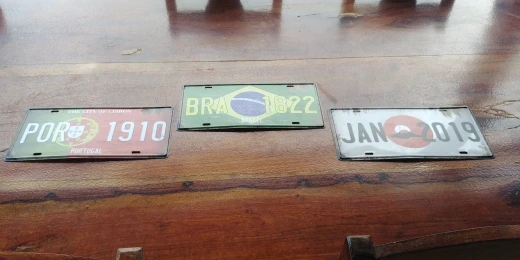 POR 1910
PORTUGAL
BRA 1822
JAN 2019